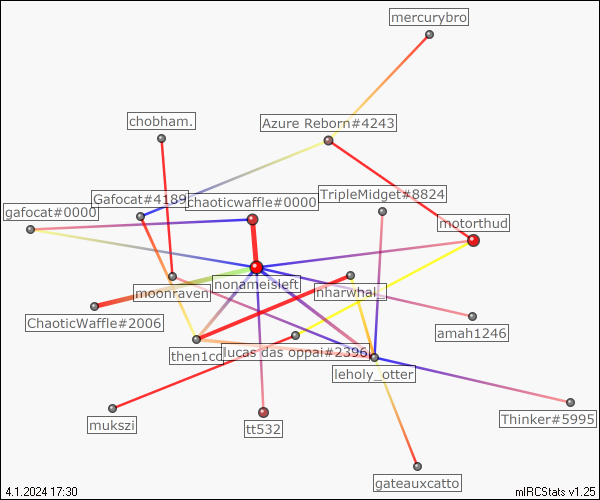 mercurybro
chobham.
Azure Reborn#4243
Gafocat#4189
chaoticwaffle#0000
TripleMidget#8824
gafocat#0000
motorthud
moonraven
nonameisleft
nharwhal_
ChaoticWaffle#2006
amah1246
then1cc
lucas das oppai#2396
leholy_otter
mukszi
tt532
Thinker#5995
gateauxcatto
4.1.2024 17:30
mIRCStats v1.25